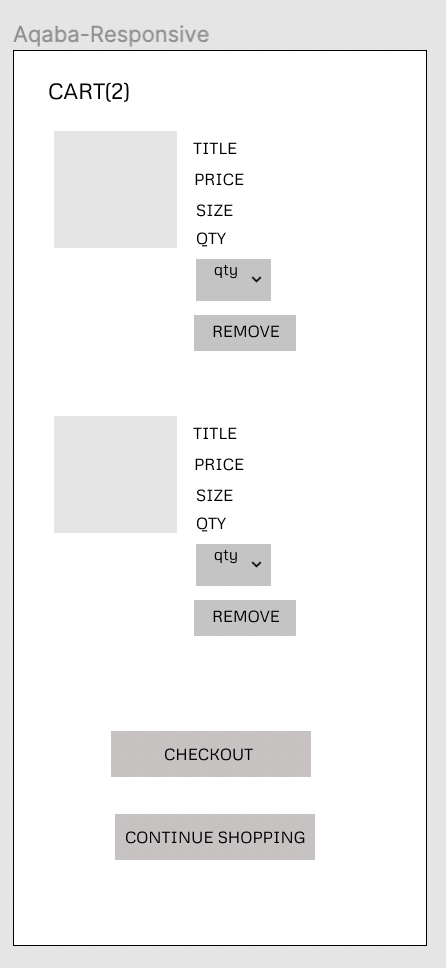 Aqaba-Responsive
CART(2)
TITLE
PRICE
SIZE
QTY
qty
REMOVE
TITLE
PRICE
SIZE
QTY
qty
REMOVE
CHECKOUT
CONTINUE SHOPPING